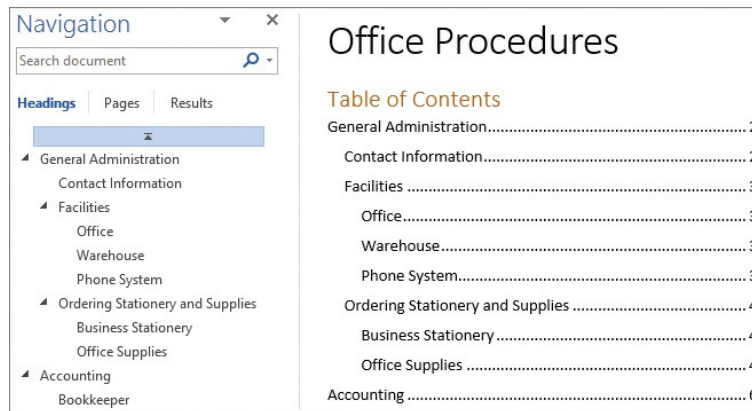 Navigation
Search document
Headings Pages Results
General Administration
Contact Information
Facilities
Office
Warehouse
Phone System
Ordering Stationery and Supplies
Business Stationery
Office Supplies
Accounting
Bookkeeper
Office Procedures
Table of Contents
General Administration
Contact Information
Facilities
Office
Warehouse
Phone System
Ordering Stationery and Supplies
Business Stationery
Office Supplies
Accounting